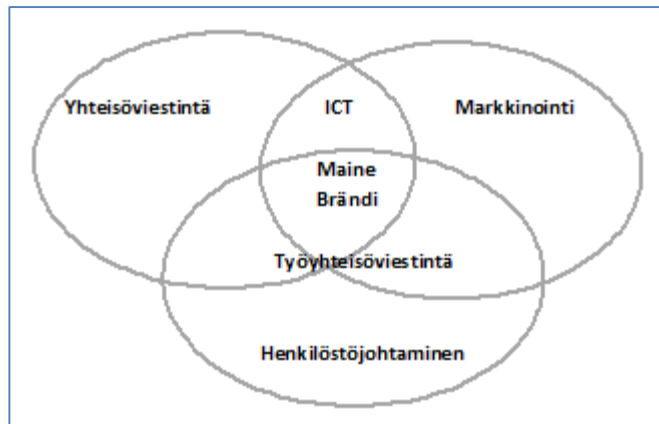 Yhteisöviestintä
ICT
Markkinointi
Maine
Brändi
Työyhteisöviestintä
Henkilöstöjohtaminen